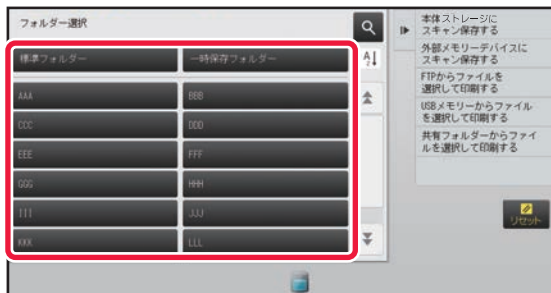 フォルダー選択
標準フォルダー
一時保存フォルダー
AAA
BBB
CCC
DDD
EEE
FFF
GGG
HHH
III
JJJ
KKK
LLL
本体ストレージに
スキャン保存する
外部メモリーデバイスに
スキャン保存する
FTPからファイルを
選択して印刷する
USBメモリーからファイル
を選択して印刷する
共有フォルダーからファイ
ルを選択して印刷する
リセット